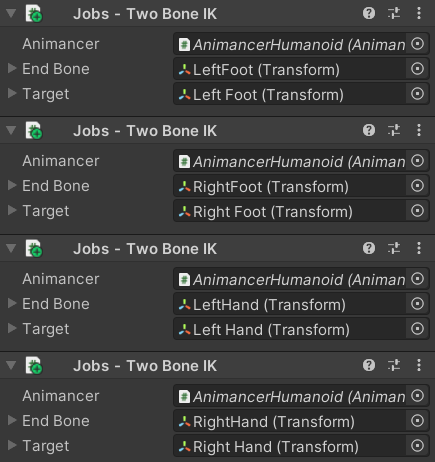 Jobs - Two Bone IK
Animancer AnimancerHumanoid (Animan
End Bone LeftFoot (Transform)
Target Left Foot (Transform)
Jobs - Two Bone IK
Animancer AnimancerHumanoid (Animan
End Bone RightFoot (Transform)
Target Right Foot (Transform)
Jobs - Two Bone IK
Animancer AnimancerHumanoid (Animan
End Bone LeftHand (Transform)
Target Left Hand (Transform)
Jobs - Two Bone IK
Animancer AnimancerHumanoid (Animan
End Bone RightHand (Transform)
Target Right Hand (Transform)